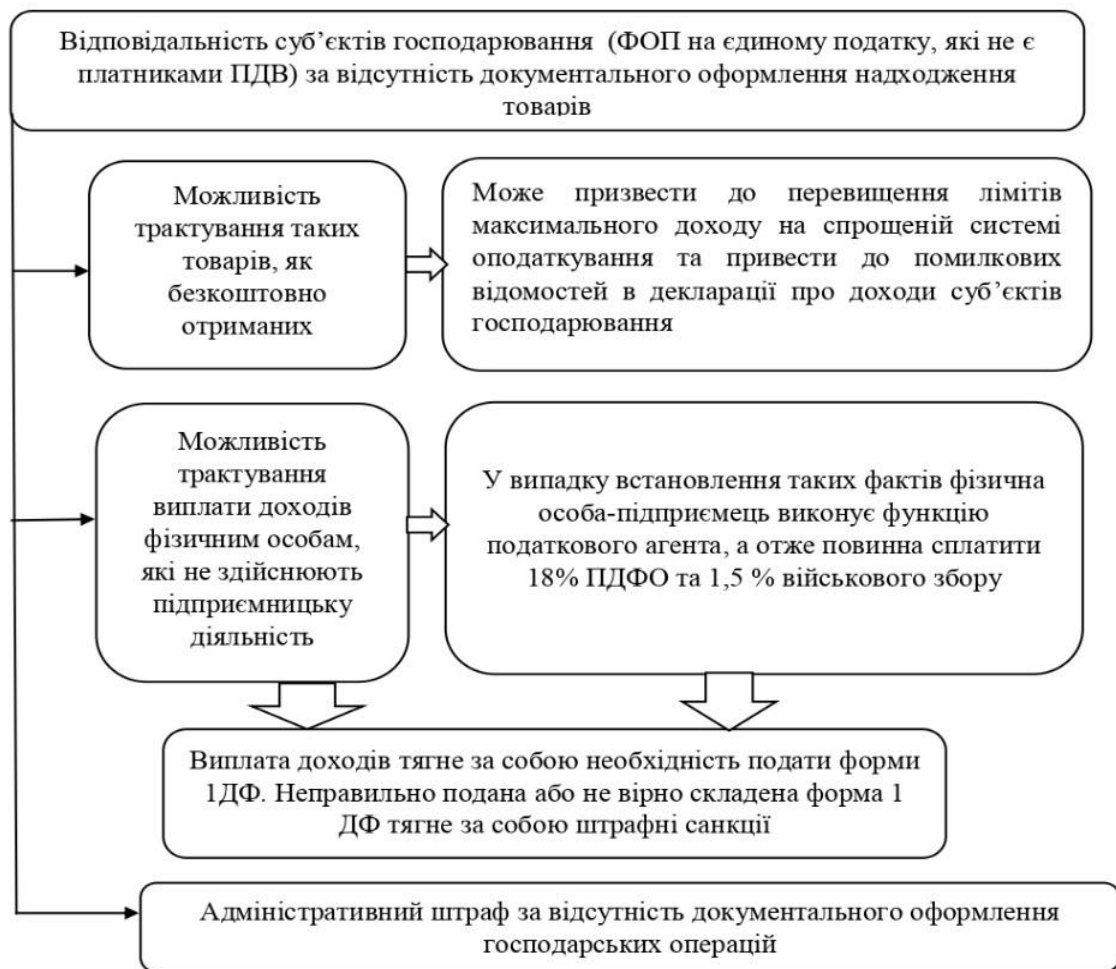 Відповідальність суб’єктів господарювання (ФОП на єдиному податку, які не є
платниками ПДВ) за відсутність документального оформлення надходження
товарів
Можливість
трактування таких
товарів, як
безкоштовно
отриманих
Може призвести до перевищення лімітів
максимального доходу на спрощеній системі
оподаткування та привести до помилкових
відомостей в декларації про доходи суб’єктів
господарювання
Можливість
трактування
виплати доходів
фізичним особам,
які не здійснюють
підприємницьку
діяльність
У випадку встановлення таких фактів фізична
особа-підприємець виконує функцію
податкового агента, а отже повинна сплатити
18% ПДФО та 1,5 % військового збору
Виплата доходів тягне за собою необхідність подати форми
1ДФ. Неправильно подана або не вірно складена форма 1
ДФ тягне за собою штрафні санкції
Адміністративний штраф за відсутність документального оформлення
господарських операцій